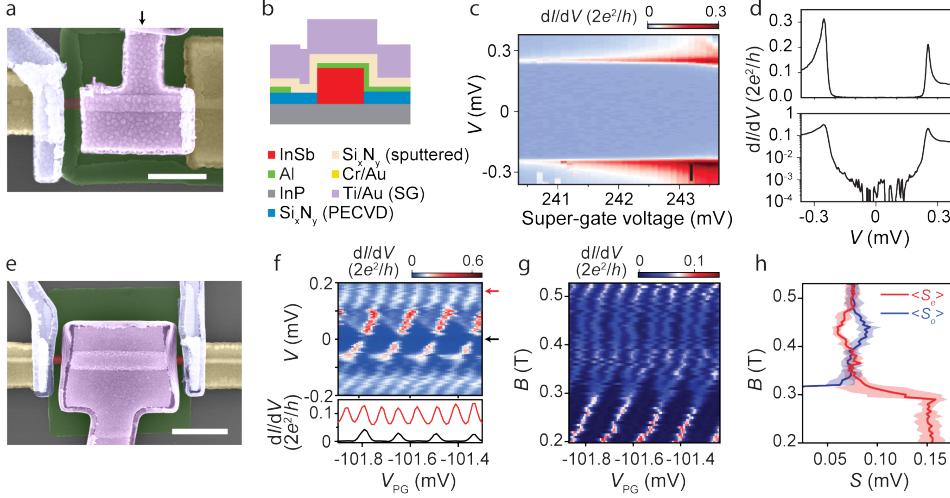 a
b
InSb
Al
InP
SixNy (PECVD)
SixNy (sputtered)
Cr/Au
Ti/Au (SG)
c
dI/dV (2e²/h)
0
0.3
V (mV)
0.3
0
-0.3
241
242
243
Super-gate voltage (mV)
d
dI/dV (2e²/h)
0.3
0.2
0.1
0
1
0.1
10⁻²
10⁻³
10⁻⁴
-0.3
0
0.3
V (mV)
e
f
dI/dV
(2e²/h)
0
0.6
V (mV)
0.2
0
-0.2
dI/dV
(2e²/h)
0.1
0
-101.8
-101.6
-101.4
VPG (mV)
g
dI/dV
(2e²/h)
0
0.1
B (T)
0.5
0.4
0.3
0.2
-101.8
-101.6
-101.4
VPG (mV)
h
<Se>
<So>
B (T)
0.5
0.4
0.3
0.2
0.05
0.10
0.15
S (mV)